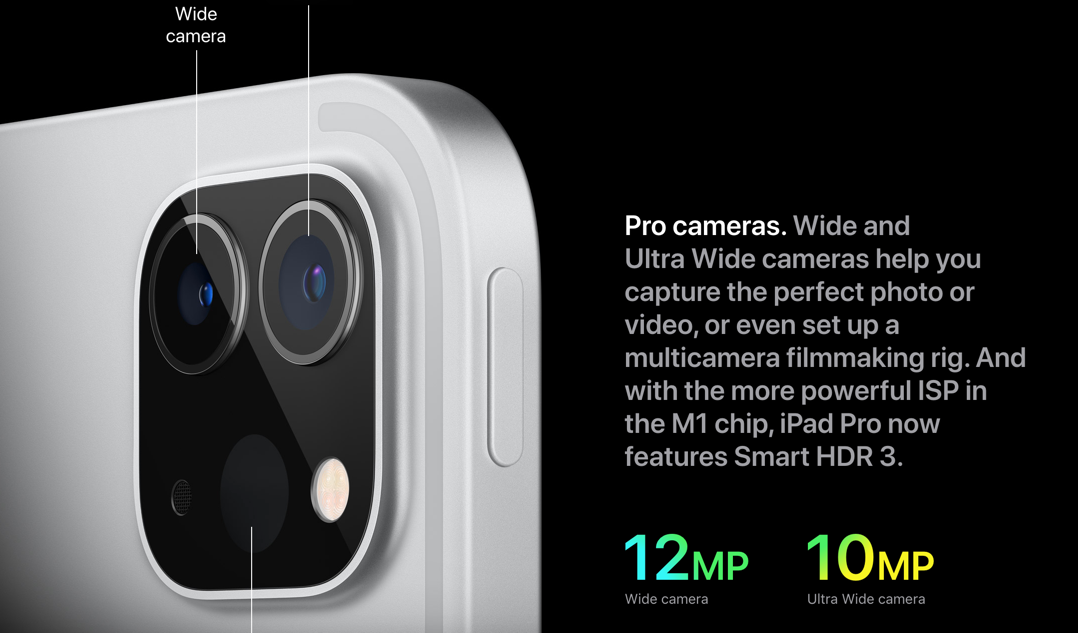 Wide
camera
Pro cameras. Wide and
Ultra Wide cameras help you
capture the perfect photo or
video, or even set up a
multicamera filmmaking rig. And
with the more powerful ISP in
the M1 chip, iPad Pro now
features Smart HDR 3.
12MP
Wide camera
10MP
Ultra Wide camera